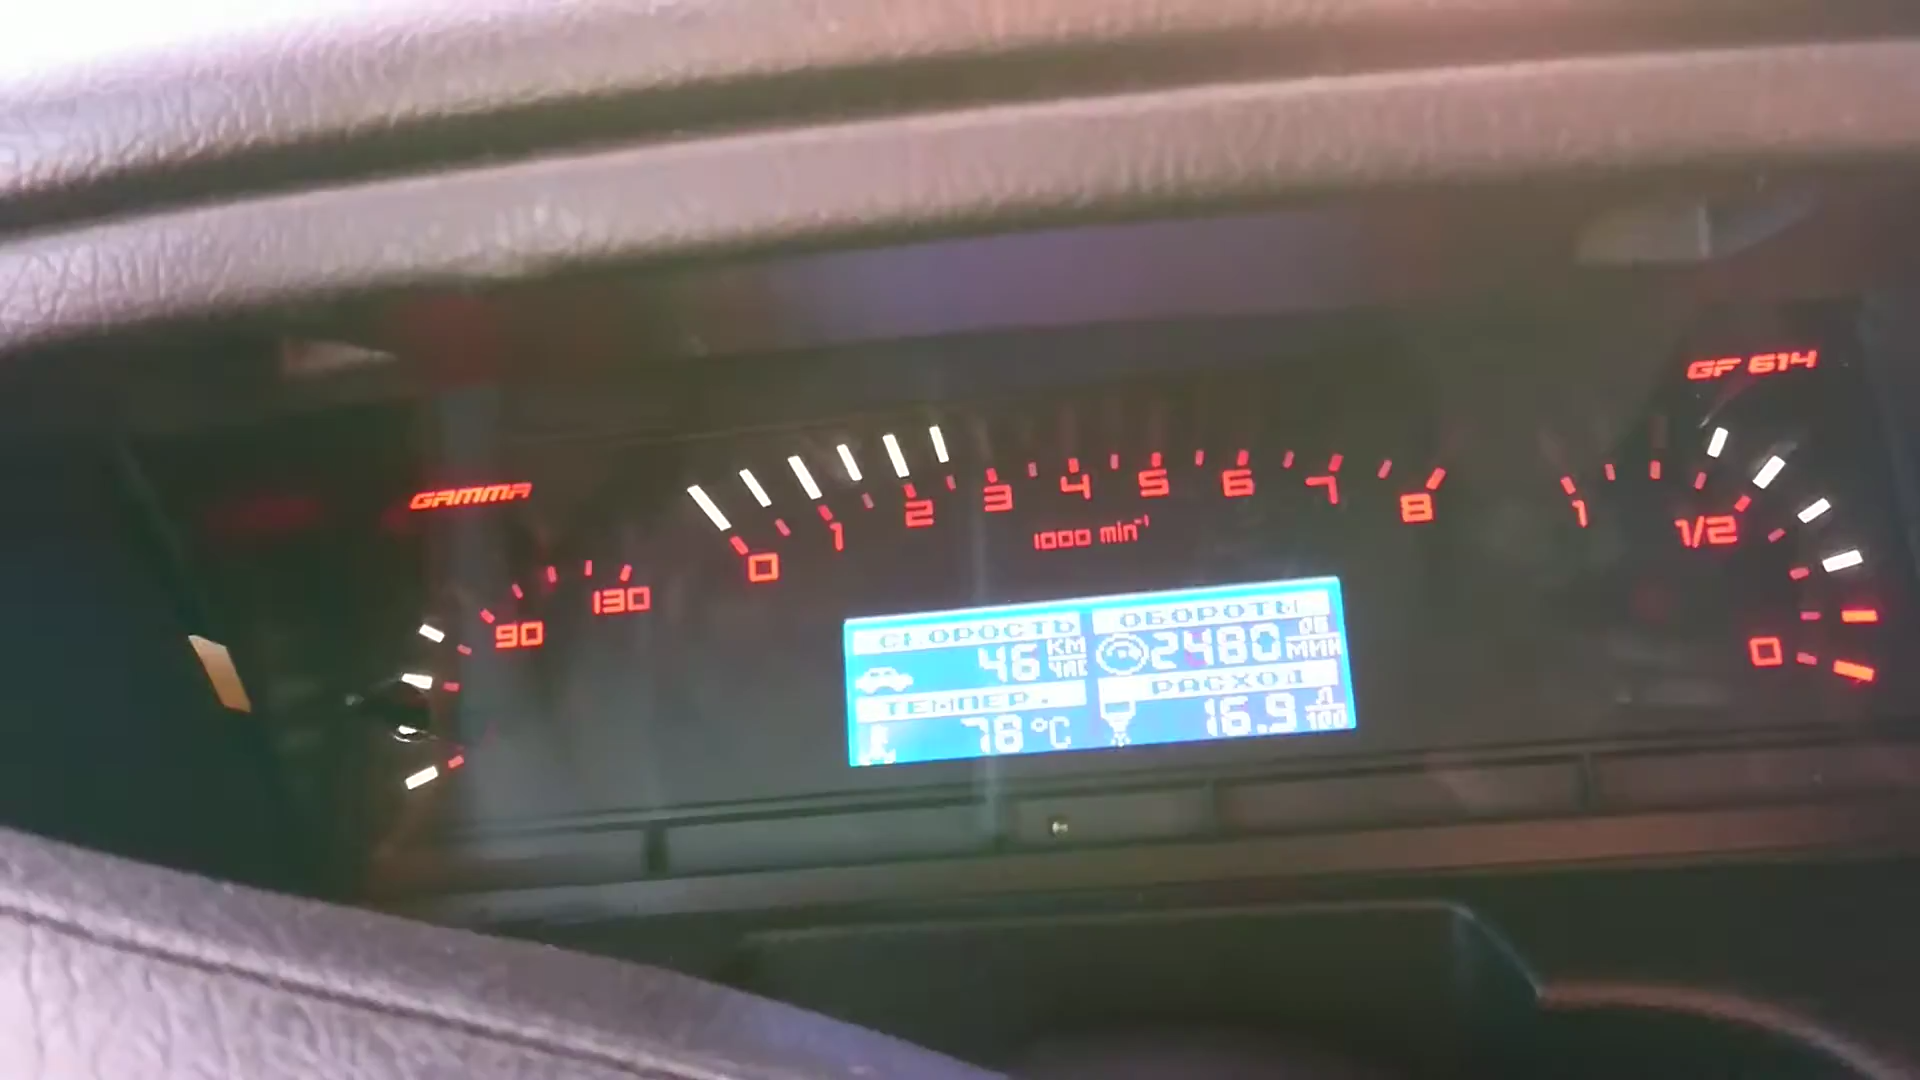 GF 614
GAMMA
0 1 2 3 4 5 6 7 8
1000 min⁻¹
90 130
1 1/2 0
СКОРОСТЬ
46 КМ/ЧАС
ОБОРОТЫ
2480 ОБ/МИН
ТЕМПЕР.
78 °C
РАСХОД
16.9 Л/100